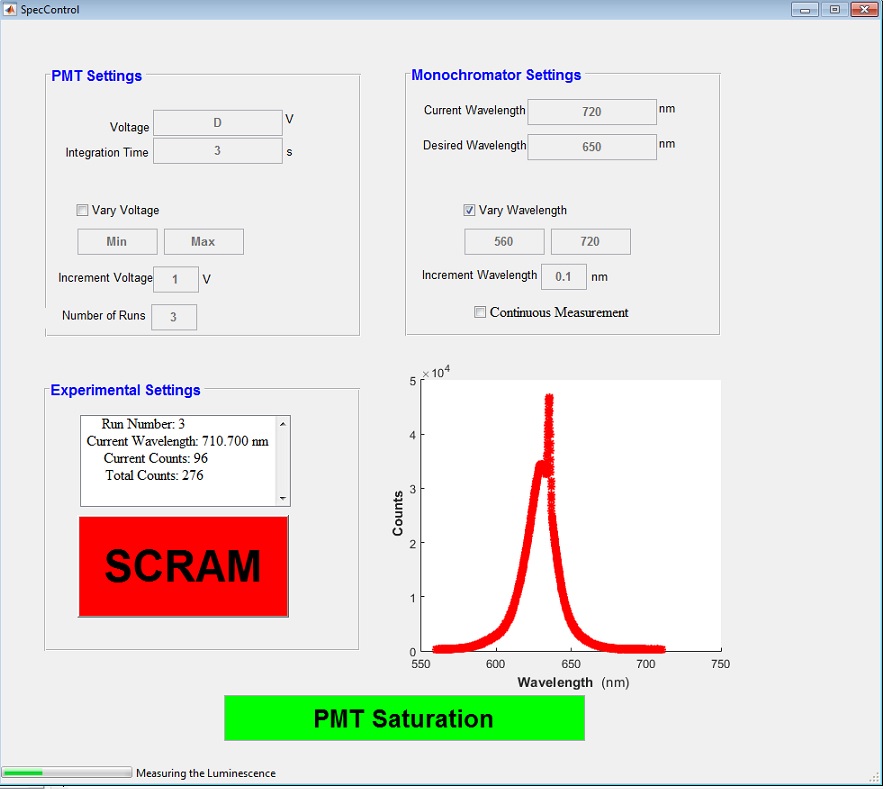 SpecControl
PMT Settings
Voltage D V
Integration Time 3 s
Vary Voltage
Min Max
Increment Voltage 1 V
Number of Runs 3
Monochromator Settings
Current Wavelength 720 nm
Desired Wavelength 650 nm
Vary Wavelength
560 720
Increment Wavelength 0.1 nm
Continuous Measurement
Experimental Settings
Run Number: 3
Current Wavelength: 710.700 nm
Current Counts: 96
Total Counts: 276
SCRAM
×10⁴
5
4
3
2
1
0
Counts
550 600 650 700 750
Wavelength (nm)
PMT Saturation
Measuring the Luminescence